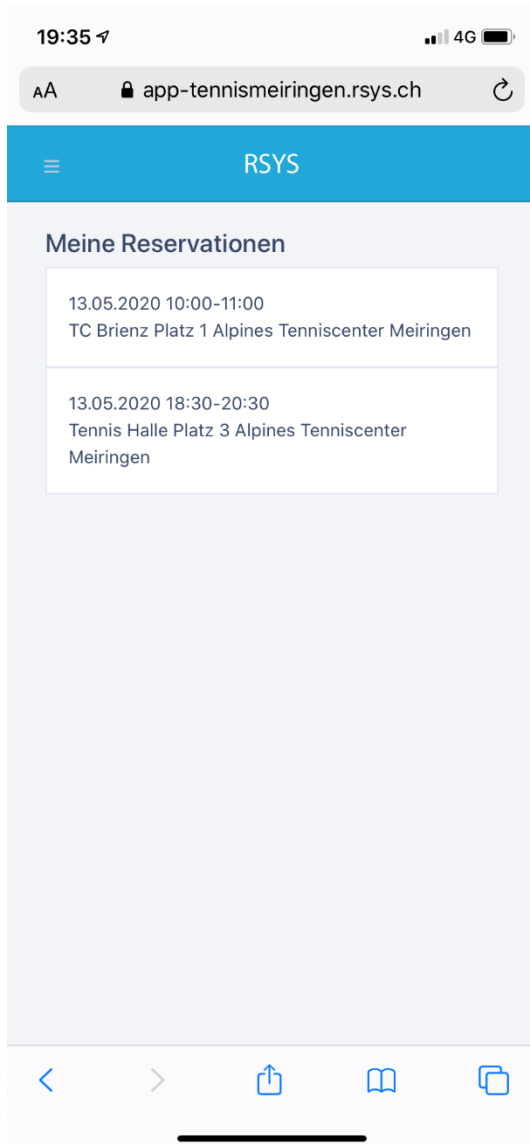 19:35
4G
AA app-tennismeiringen.rsys.ch
RSYS
Meine Reservationen
13.05.2020 10:00-11:00
TC Brienz Platz 1 Alpines Tenniscenter Meiringen
13.05.2020 18:30-20:30
Tennis Halle Platz 3 Alpines Tenniscenter
Meiringen